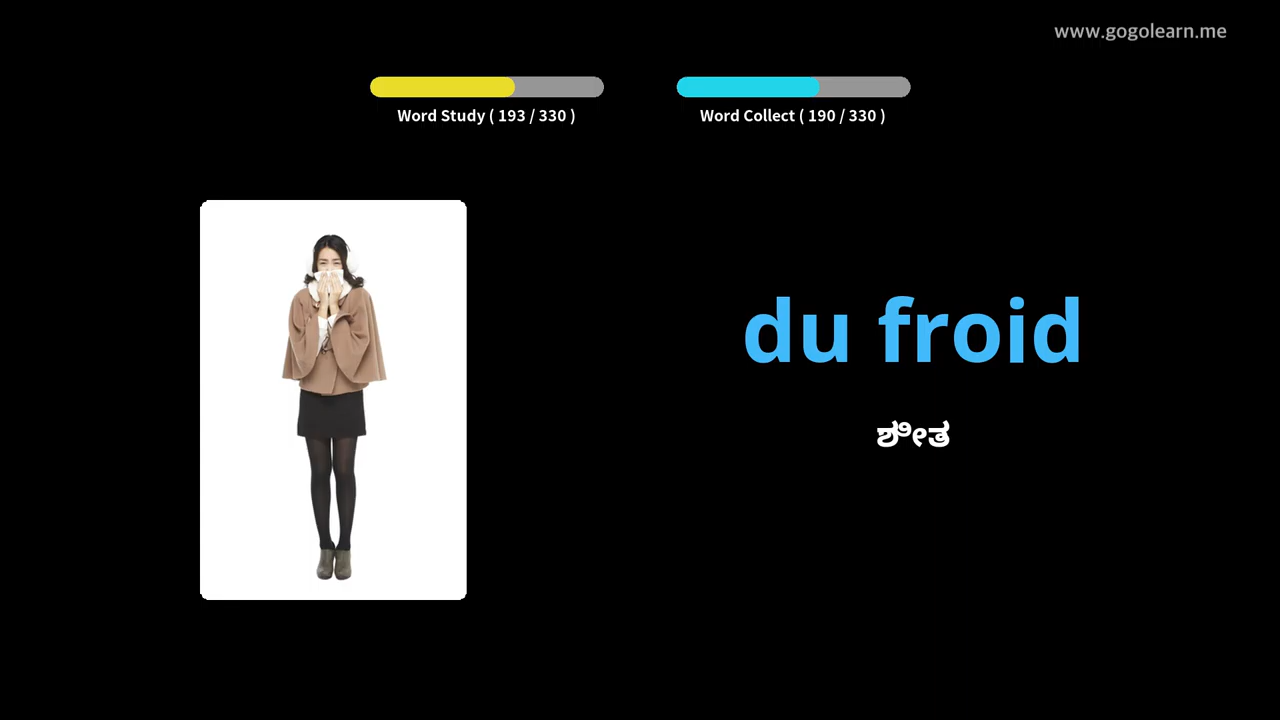 www.gogolearn.me
Word Study ( 193 / 330 )
Word Collect ( 190 / 330 )
du froid
ಶೀತ